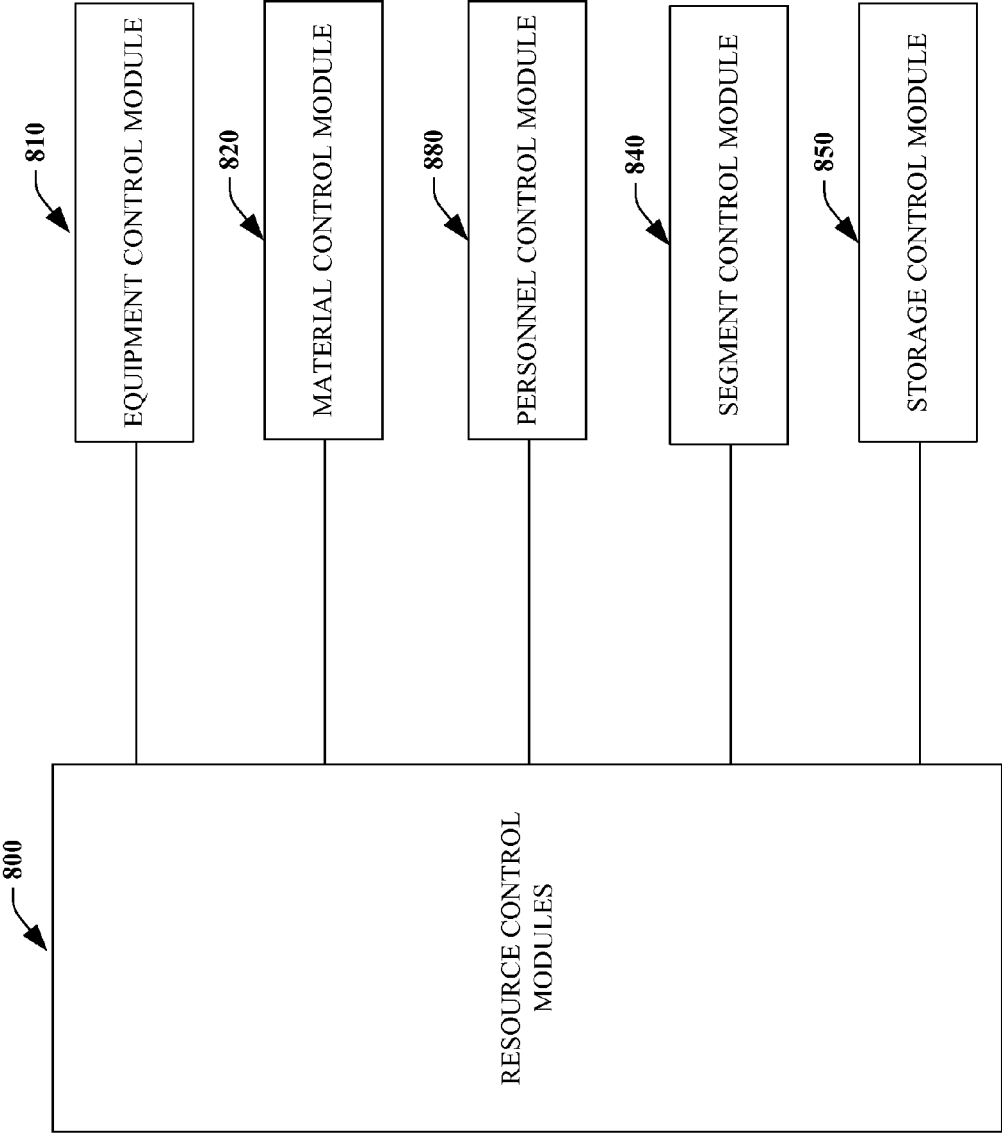 800
RESOURCE CONTROL
MODULES
810
EQUIPMENT CONTROL MODULE
820
MATERIAL CONTROL MODULE
880
PERSONNEL CONTROL MODULE
840
SEGMENT CONTROL MODULE
850
STORAGE CONTROL MODULE